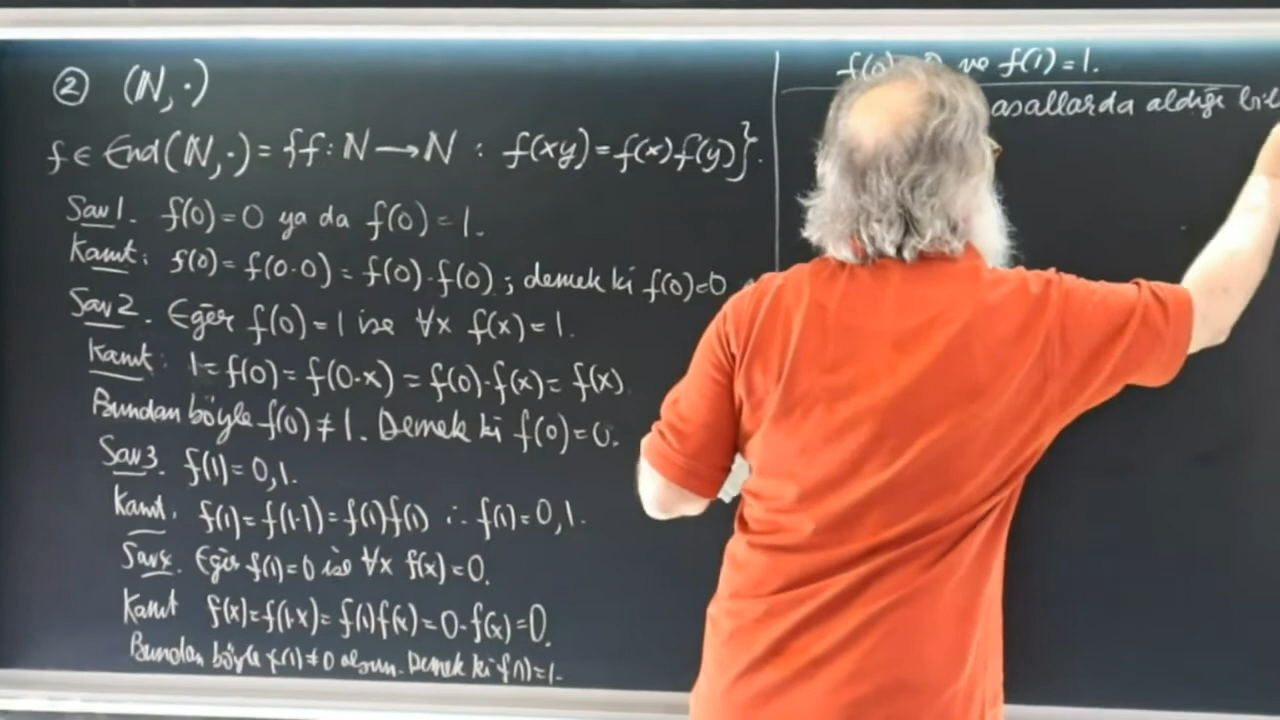 ② (ℕ, ·)
f ∈ End(ℕ, ·) = {f : ℕ → ℕ : f(xy) = f(x) f(y)}.
Sav 1. f(0) = 0 ya da f(0) = 1.
Kanıt : f(0) = f(0·0) = f(0)·f(0) ; demek ki f(0)=0
Sav 2. Eğer f(0) = 1 ise ∀x f(x) = 1.
Kanıt : 1 = f(0) = f(0·x) = f(0)·f(x) = f(x)
Bundan böyle f(0) ≠ 1. Demek ki f(0) = 0.
Sav 3. f(1) = 0, 1.
Kanıt. f(1) = f(1·1) = f(1) f(1) ∴ f(1) = 0, 1.
Sav 4. Eğer f(1) = 0 ise ∀x f(x) = 0.
Kanıt f(x) = f(1·x) = f(1) f(x) = 0·f(x) = 0.
Bundan böyle f(1) ≠ 0 olsun. Demek ki f(1) = 1.
f(0) 0 ve f(1) = 1.
asallarda aldığı